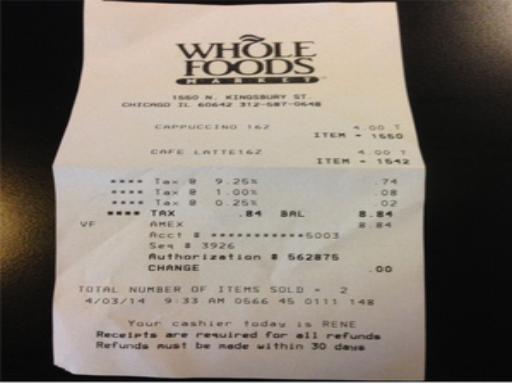 WHOLE
FOODS
MARKET
1550 N. KINGSBURY ST.
CHICAGO IL 60642 312-587-0648
CAPPUCCINO 16Z 4.00 T
ITEM = 1550
CAFE LATTE16Z 4.00 T
ITEM = 1542
**** Tax @ 9.25% .74
**** Tax @ 1.00% .08
**** Tax @ 0.25% .02
**** TAX .84 BAL 8.84
VF AMEX 8.84
Acct # ***********5003
Seq # 3926
Authorization # 562875
CHANGE .00
TOTAL NUMBER OF ITEMS SOLD = 2
4/03/14 9:33 AM 0566 45 0111 148
Your cashier today is RENE
Receipts are required for all refunds
Refunds must be made within 30 days